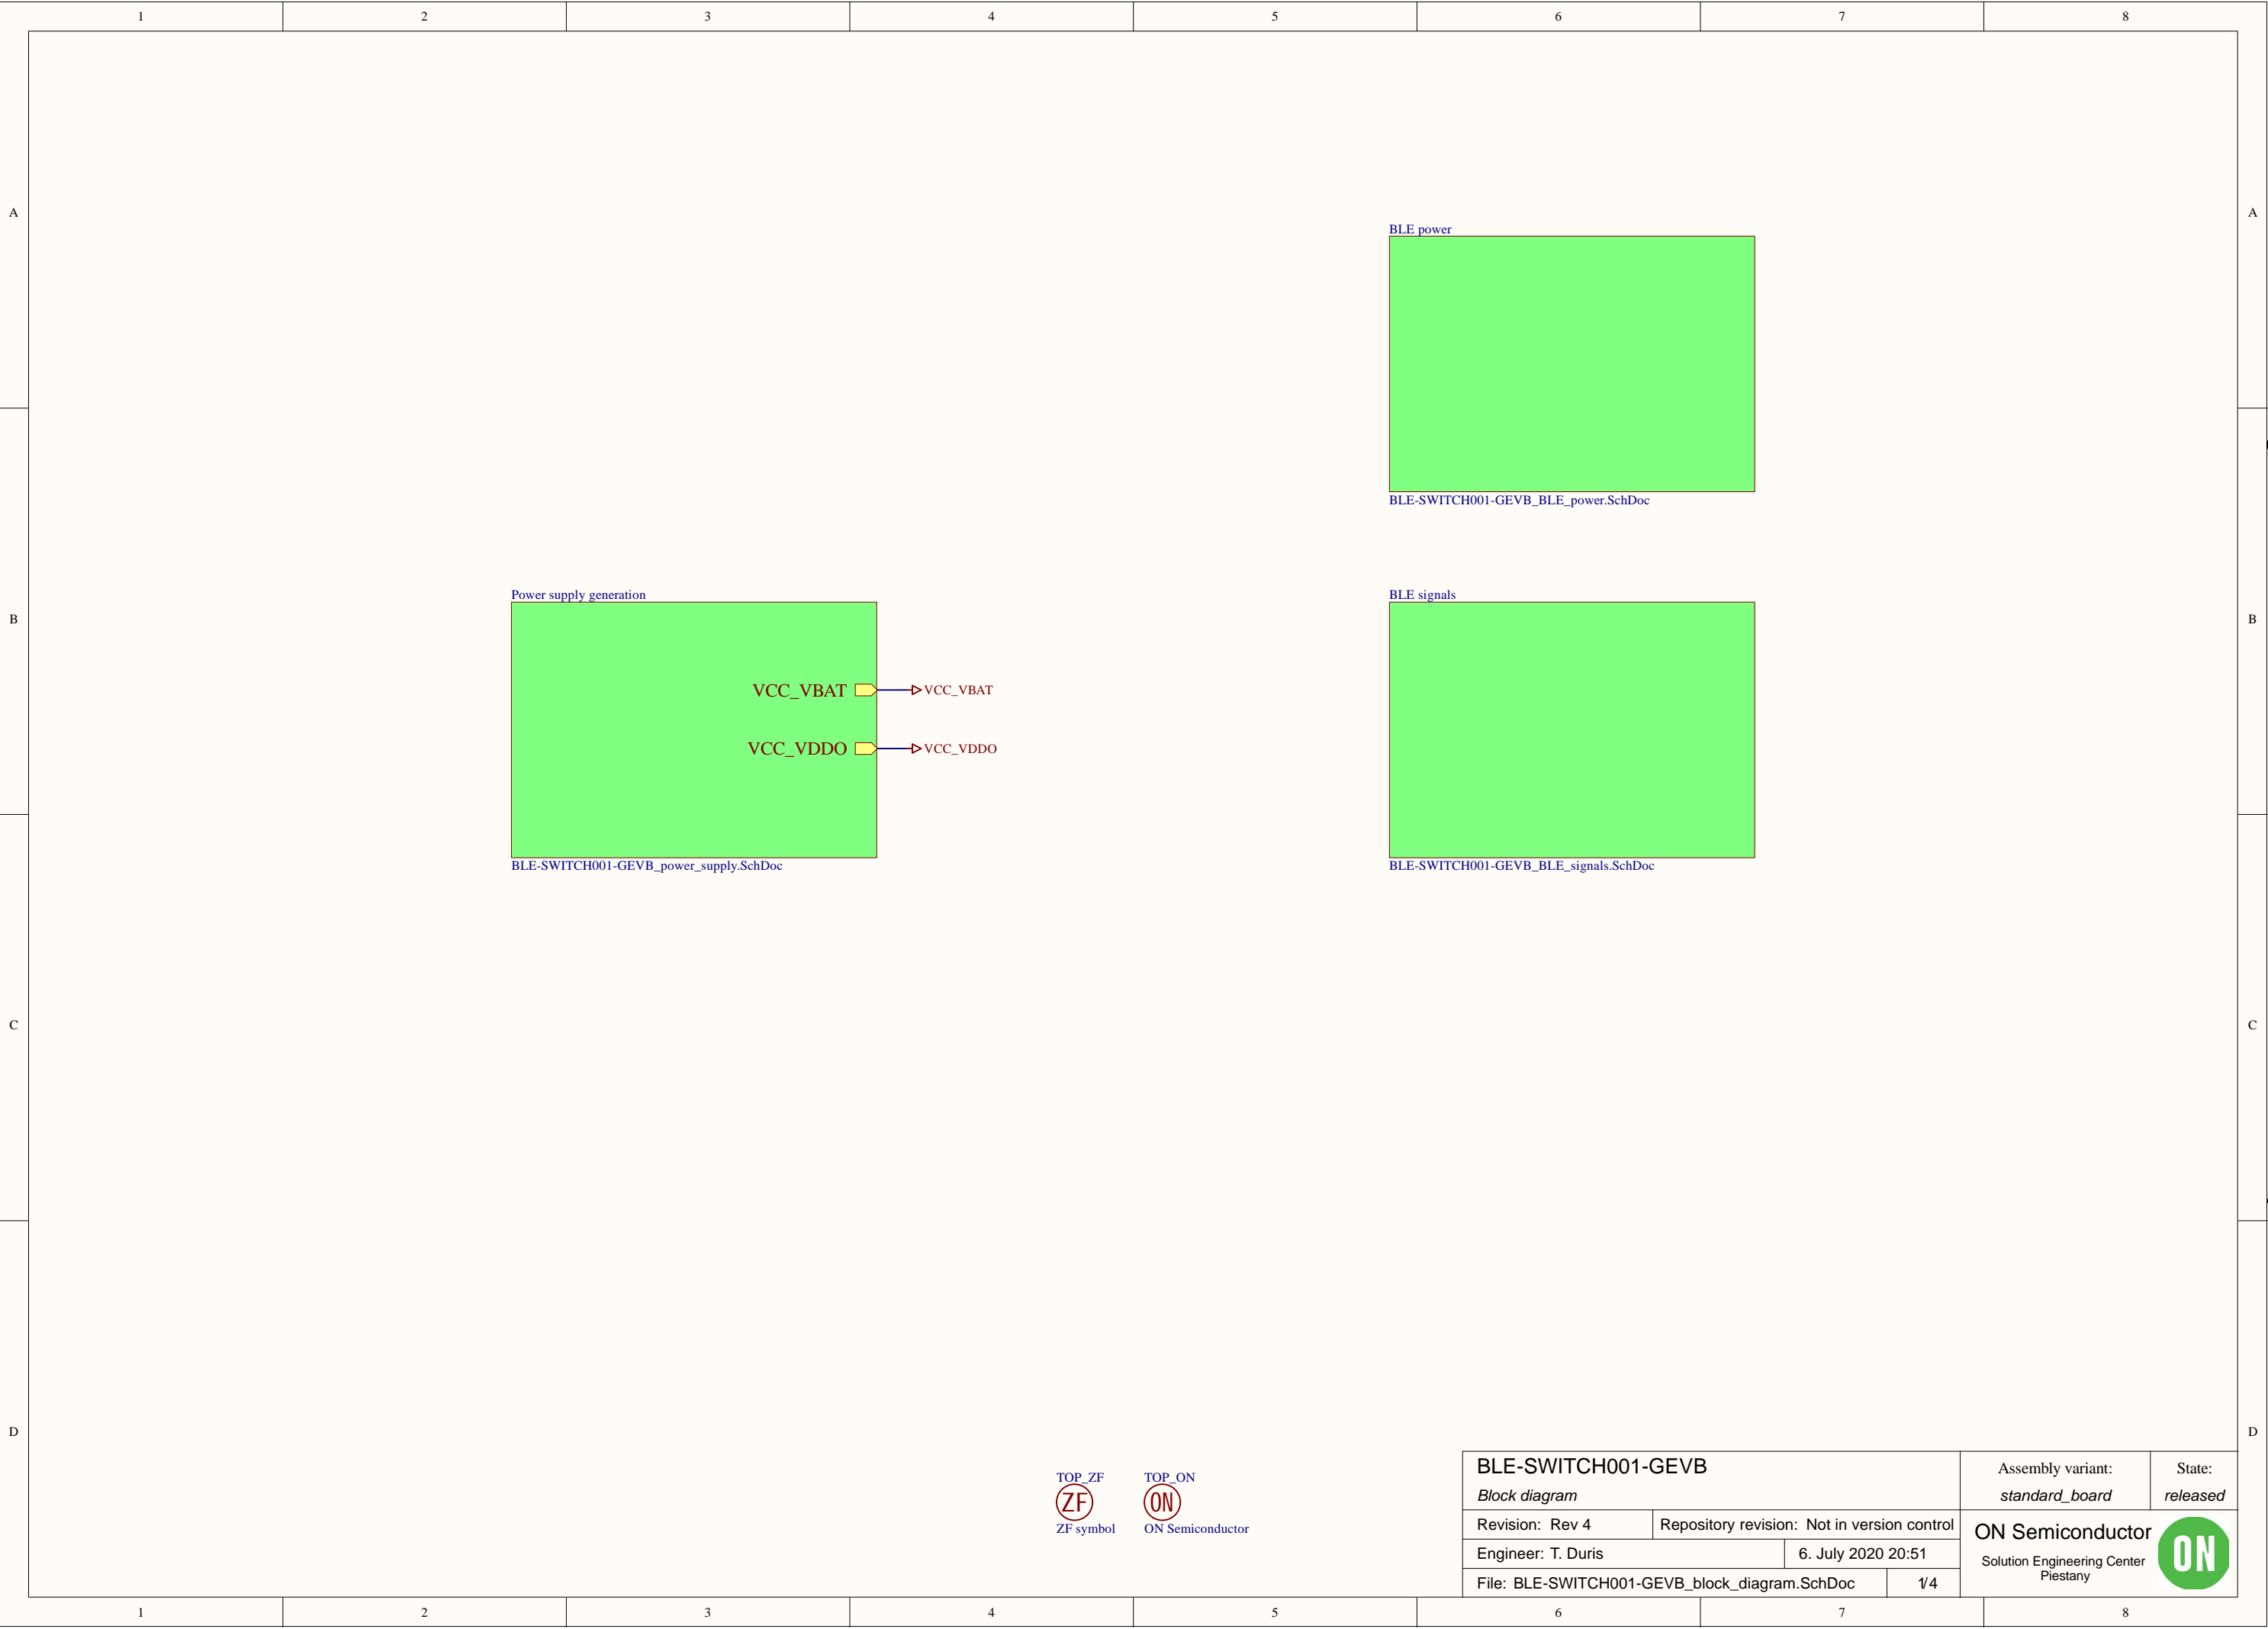 1 2 3 4 5 6 7 8
A A
BLE power
BLE-SWITCH001-GEVB_BLE_power.SchDoc
Power supply generation
BLE signals
B B
VCC_VBAT VCC_VBAT
VCC_VDDO VCC_VDDO
BLE-SWITCH001-GEVB_power_supply.SchDoc
BLE-SWITCH001-GEVB_BLE_signals.SchDoc
C C
D D
TOP_ZF
ZF
ZF symbol
TOP_ON
ON
ON Semiconductor
BLE-SWITCH001-GEVB
Block diagram
Assembly variant:
standard_board
State:
released
Revision: Rev 4
Repository revision: Not in version control
Engineer: T. Duris
6. July 2020 20:51
File: BLE-SWITCH001-GEVB_block_diagram.SchDoc
1/4
ON Semiconductor
Solution Engineering Center
Piestany
ON
1 2 3 4 5 6 7 8